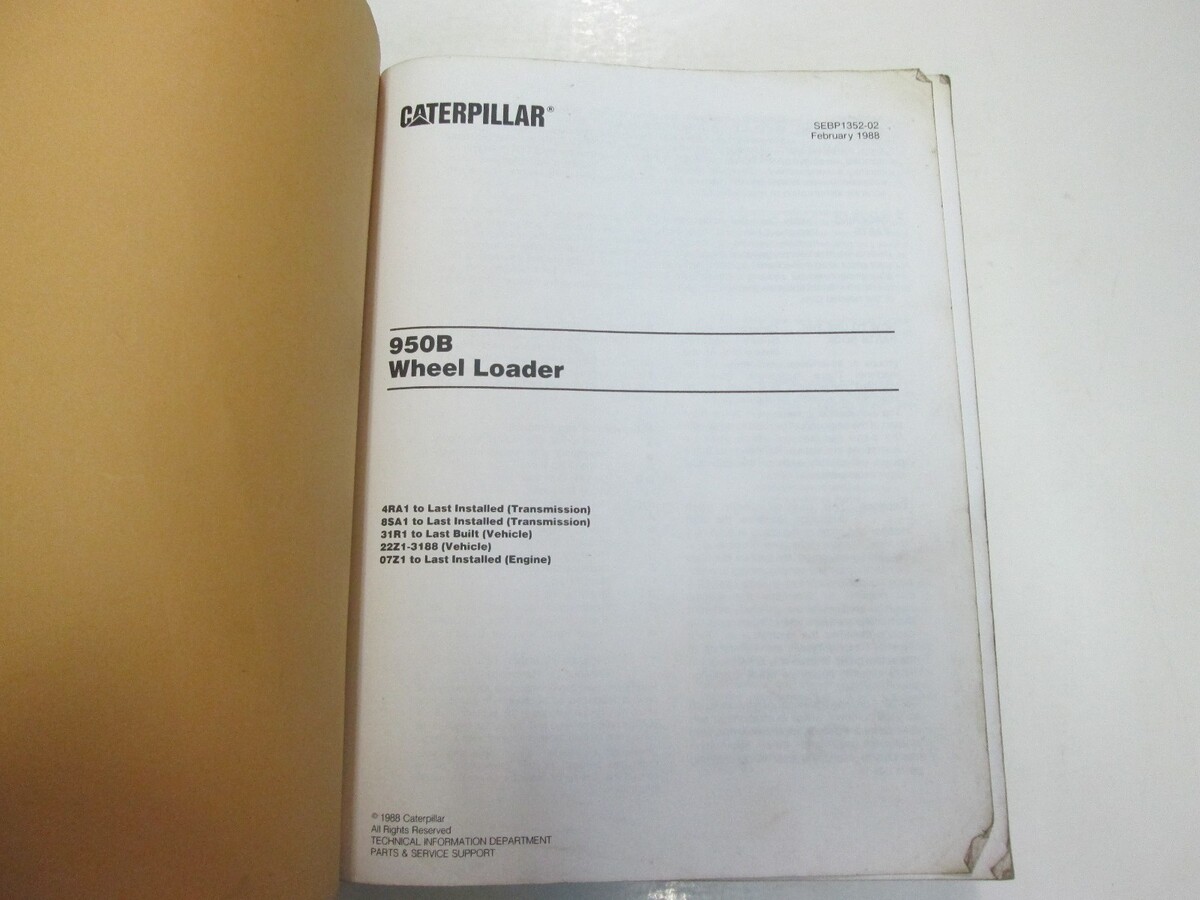 CATERPILLAR®
SEBP1352-02
February 1988
950B
Wheel Loader
4RA1 to Last Installed (Transmission)
8SA1 to Last Installed (Transmission)
31R1 to Last Built (Vehicle)
22Z1-3188 (Vehicle)
07Z1 to Last Installed (Engine)
© 1988 Caterpillar
All Rights Reserved
TECHNICAL INFORMATION DEPARTMENT
PARTS & SERVICE SUPPORT